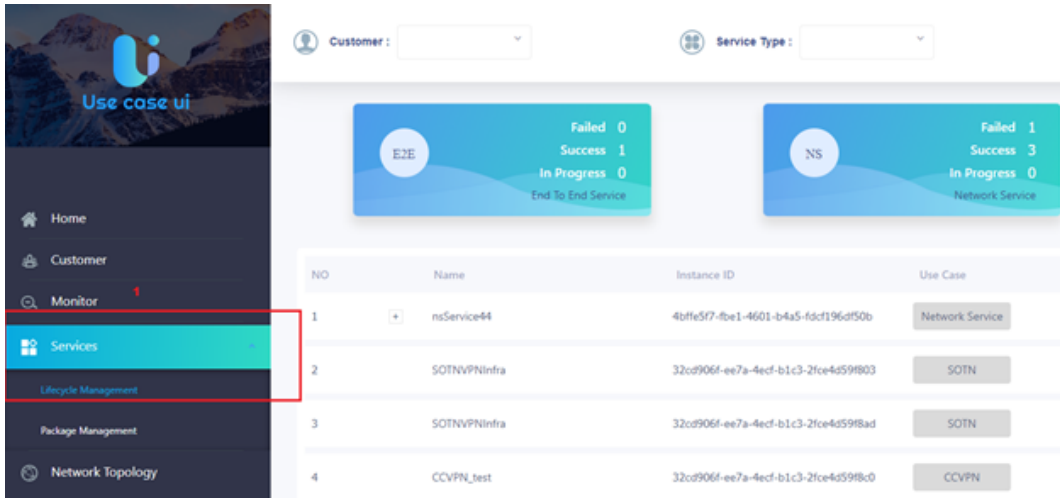 Use case ui
Customer :
Service Type :
E2E
Failed 0
Success 1
In Progress 0
End To End Service
NS
Failed 1
Success 3
In Progress 0
Network Service
Home
Customer
Monitor
1
Services
Lifecycle Management
Package Management
Network Topology
NO Name Instance ID Use Case
1 + nsService44 4bffe5f7-fbe1-4601-b4a5-fdcf196df50b Network Service
2 SOTNVPNInfra 32cd906f-ee7a-4ecf-b1c3-2fce4d59f803 SOTN
3 SOTNVPNInfra 32cd906f-ee7a-4ecf-b1c3-2fce4d59f8ad SOTN
4 CCVPN_test 32cd906f-ee7a-4ecf-b1c3-2fce4d59f8c0 CCVPN